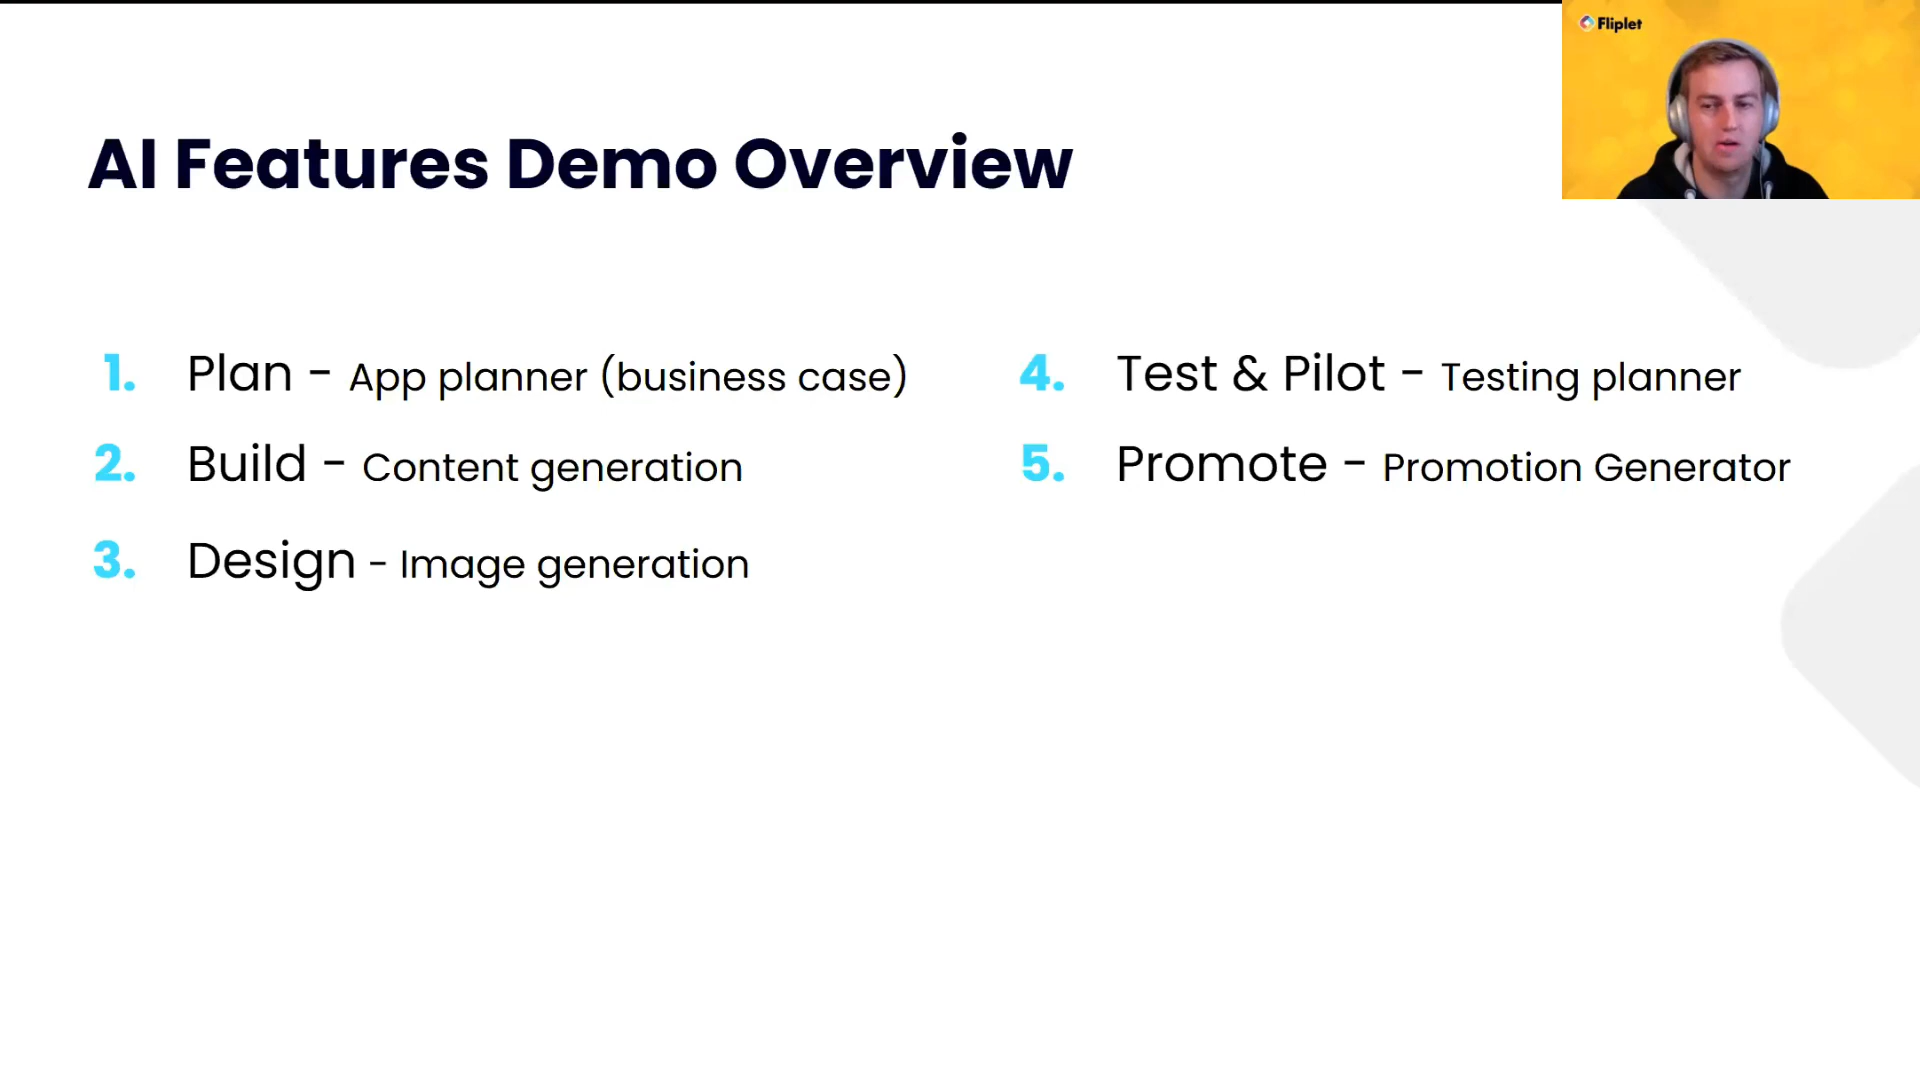 Fliplet
AI Features Demo Overview
1. Plan - App planner (business case)
2. Build - Content generation
3. Design - Image generation
4. Test & Pilot - Testing planner
5. Promote - Promotion Generator